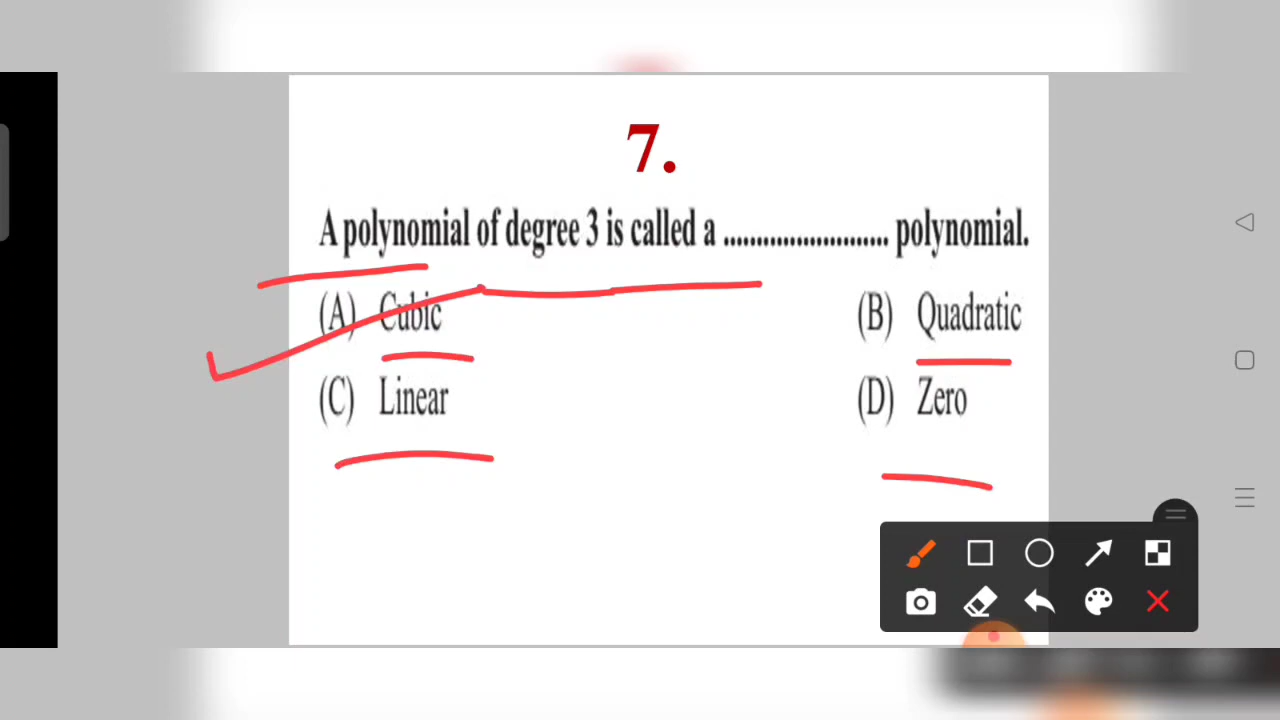 7.
A polynomial of degree 3 is called a ......................... polynomial.
(A) Cubic (B) Quadratic
(C) Linear (D) Zero